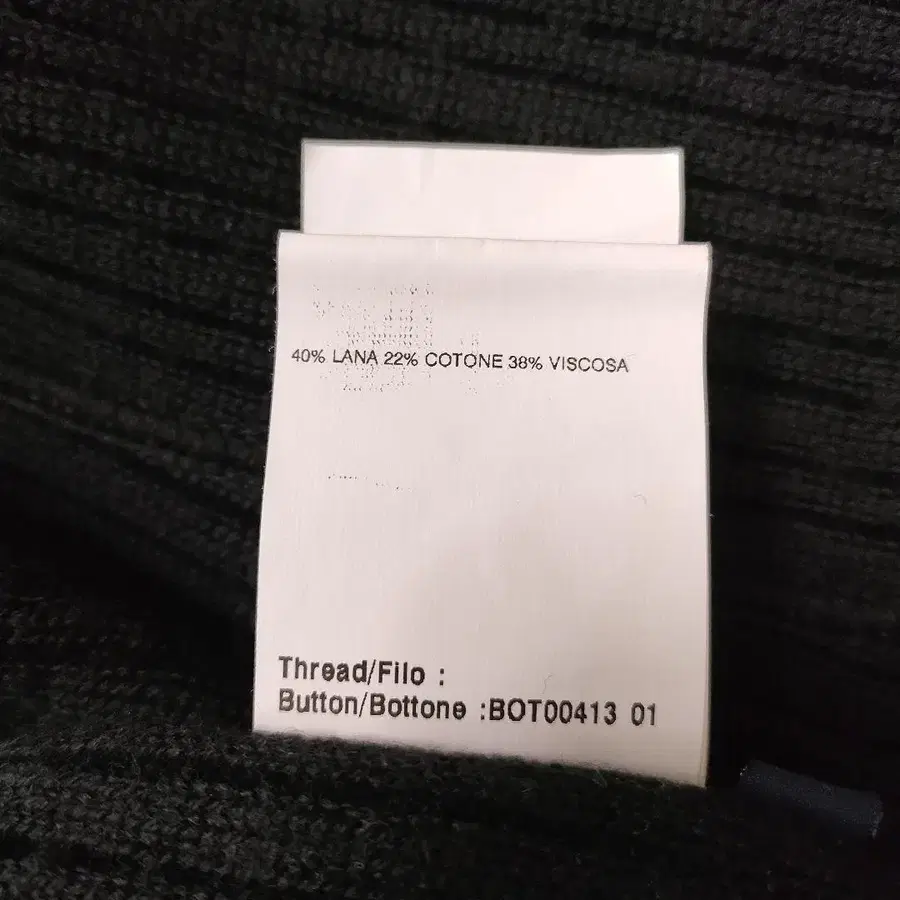 40% LANA 22% COTONE 38% VISCOSA
Thread/Filo :
Button/Bottone :BOT00413 01